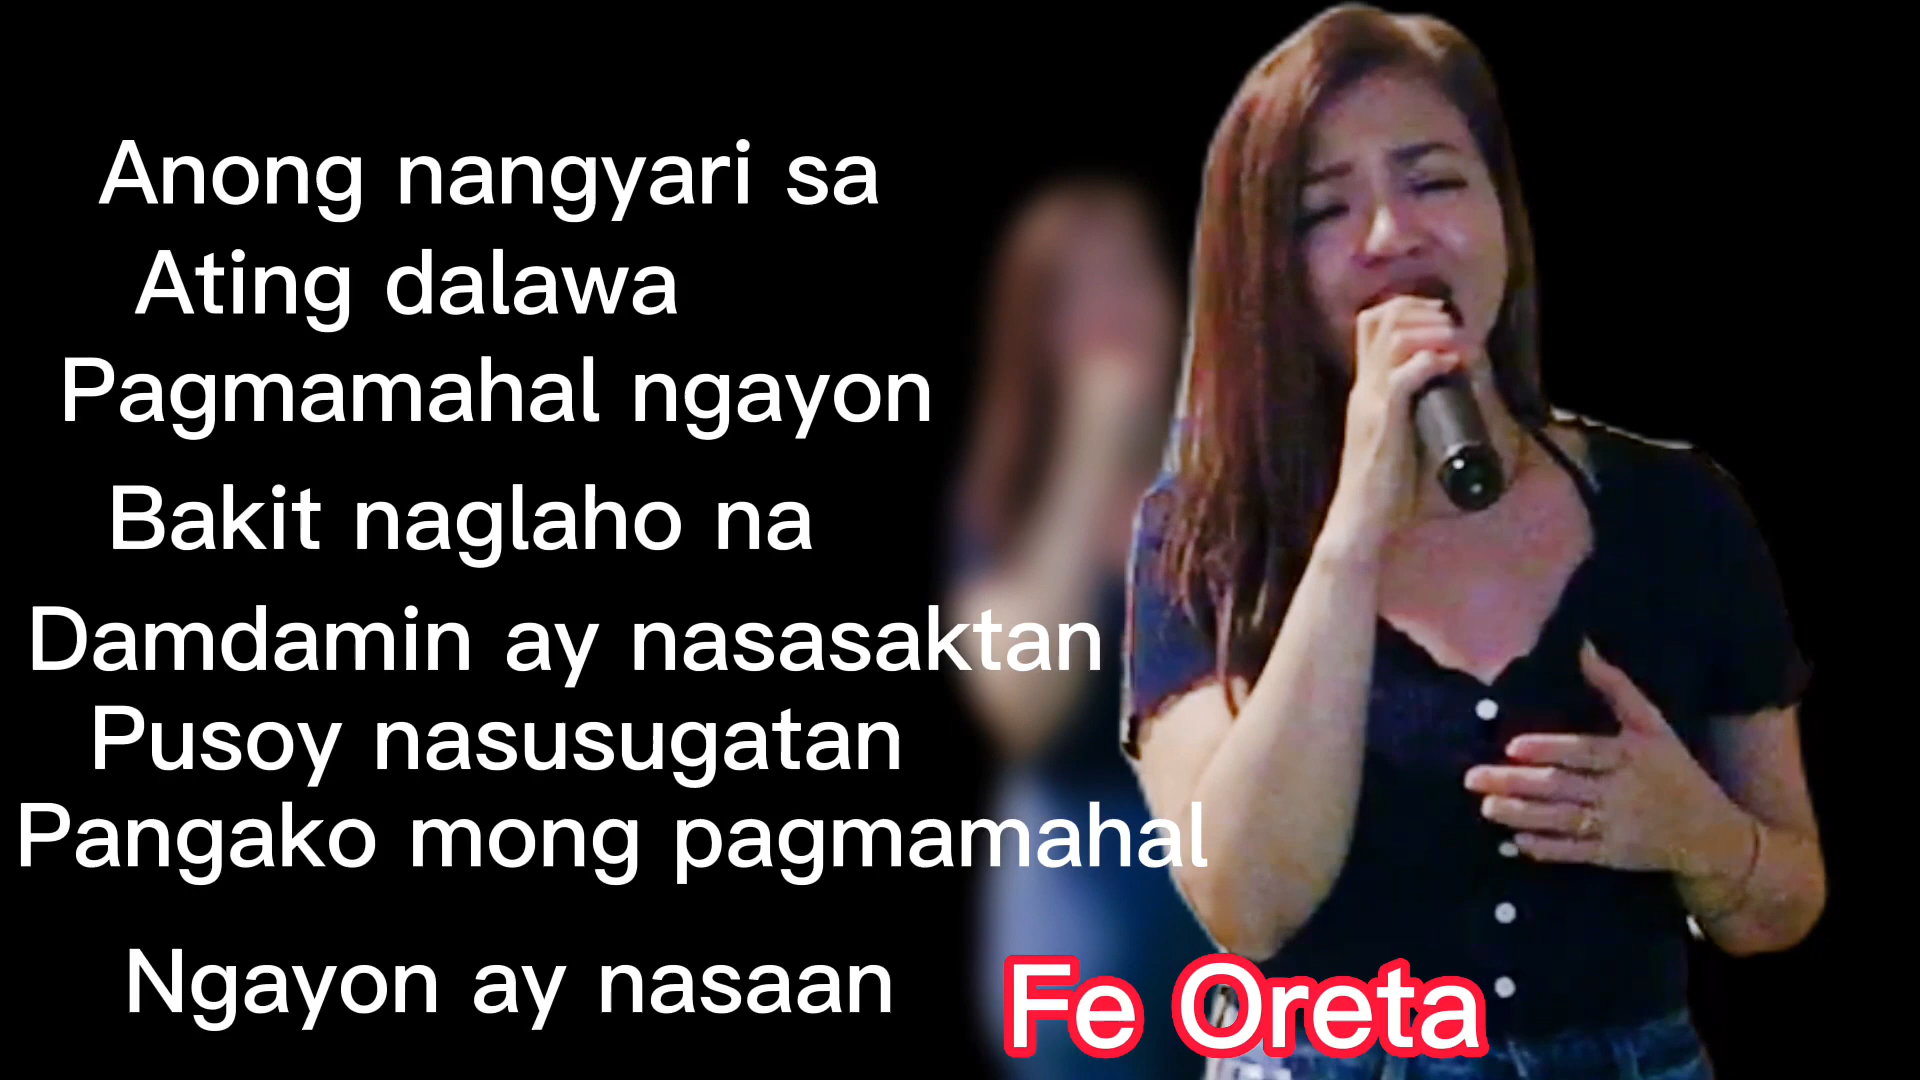 Anong nangyari sa
Ating dalawa
Pagmamahal ngayon
Bakit naglaho na
Damdamin ay nasasaktan
Pusoy nasusugatan
Pangako mong pagmamahal
Ngayon ay nasaan
Fe Oreta